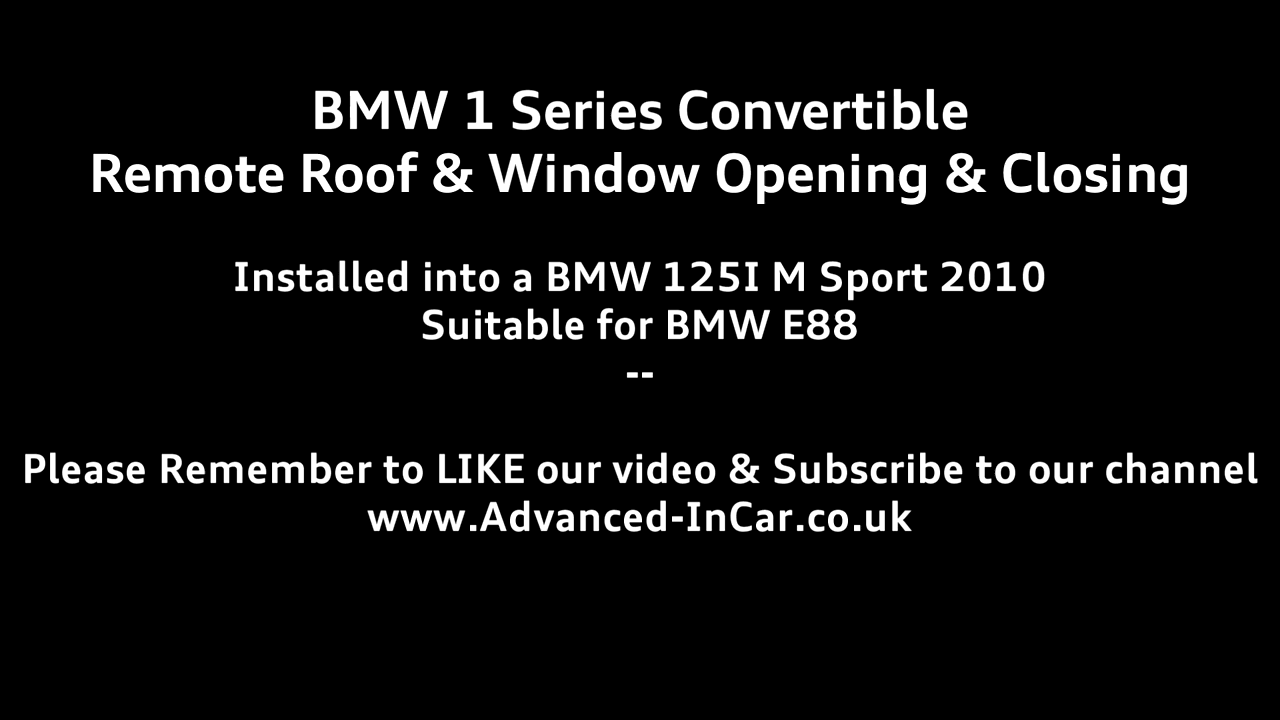 BMW 1 Series Convertible
Remote Roof & Window Opening & Closing
Installed into a BMW 125I M Sport 2010
Suitable for BMW E88
--
Please Remember to LIKE our video & Subscribe to our channel
www.Advanced-InCar.co.uk